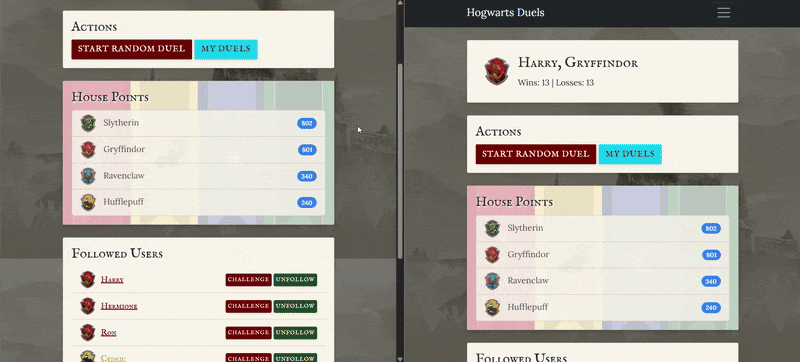 Actions
START RANDOM DUEL MY DUELS
House Points
Slytherin 802
Gryffindor 801
Ravenclaw 340
Hufflepuff 240
Followed Users
Harry CHALLENGE UNFOLLOW
Hermione CHALLENGE UNFOLLOW
Ron CHALLENGE UNFOLLOW
Cedric
Hogwarts Duels
Harry, Gryffindor
Wins: 13 | Losses: 13
Actions
START RANDOM DUEL MY DUELS
House Points
Slytherin 802
Gryffindor 801
Ravenclaw 340
Hufflepuff 240
Followed Users